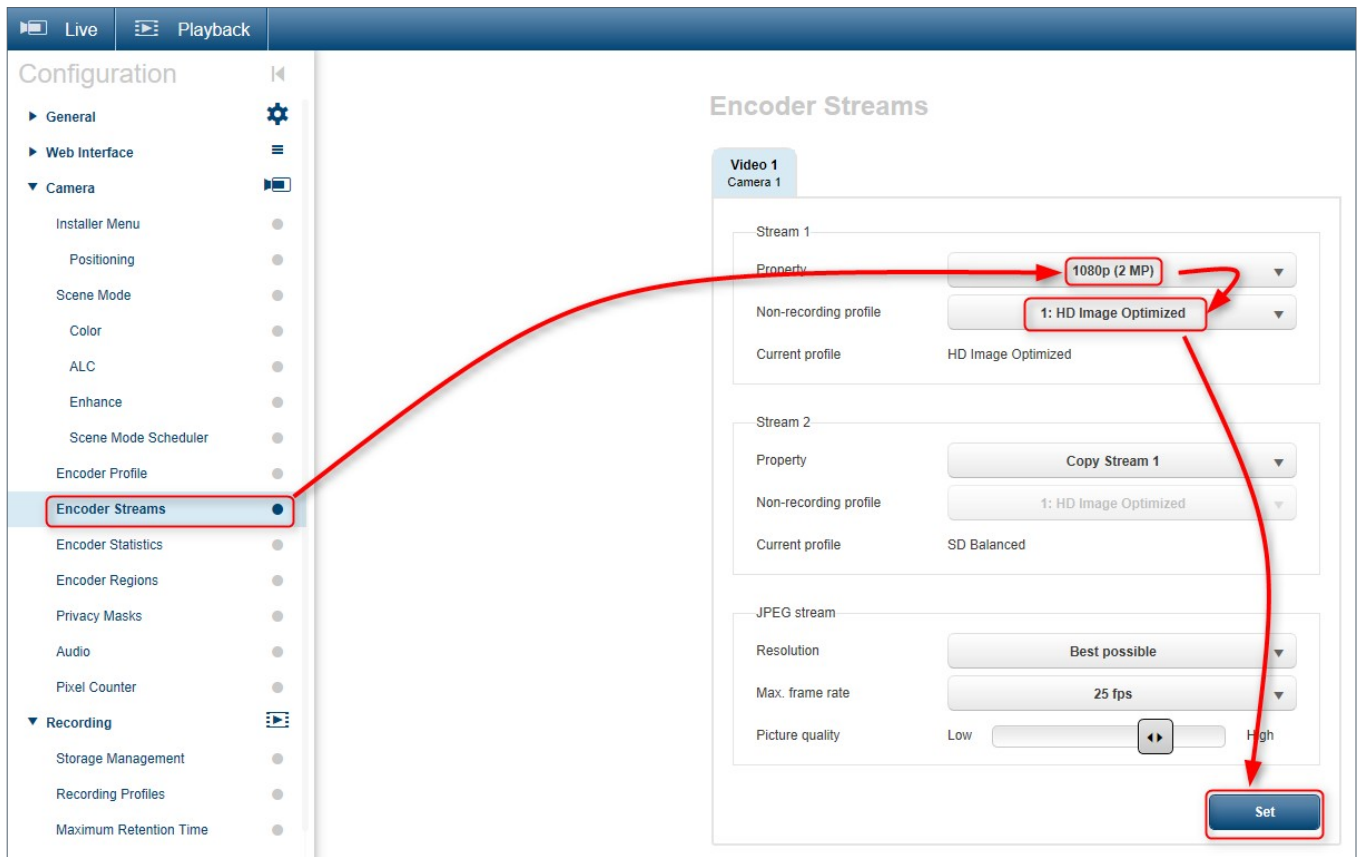 Live Playback
Configuration
General
Web Interface
Camera
Installer Menu
Positioning
Scene Mode
Color
ALC
Enhance
Scene Mode Scheduler
Encoder Profile
Encoder Streams
Encoder Statistics
Encoder Regions
Privacy Masks
Audio
Pixel Counter
Recording
Storage Management
Recording Profiles
Maximum Retention Time
Encoder Streams
Video 1
Camera 1
Stream 1
Property 1080p (2 MP)
Non-recording profile 1: HD Image Optimized
Current profile HD Image Optimized
Stream 2
Property Copy Stream 1
Non-recording profile 1: HD Image Optimized
Current profile SD Balanced
JPEG stream
Resolution Best possible
Max. frame rate 25 fps
Picture quality Low High
Set